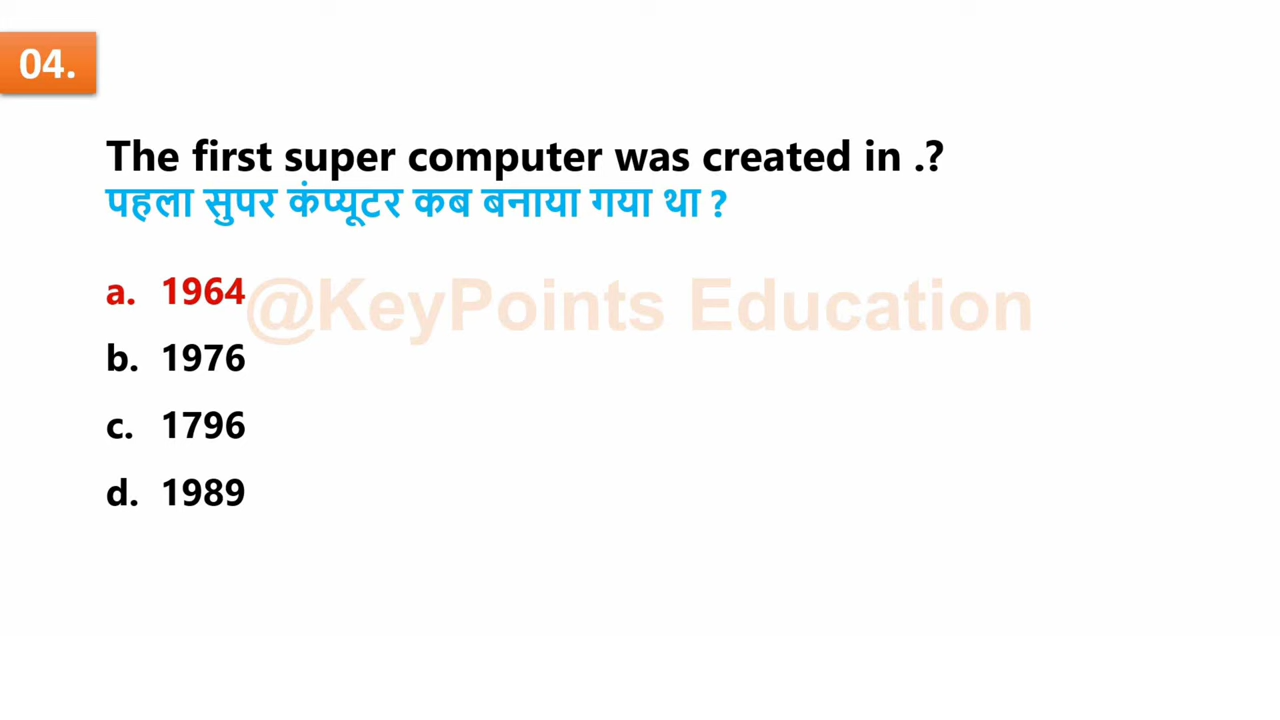 04.
The first super computer was created in .?
पहला सुपर कंप्यूटर कब बनाया गया था ?
a. 1964
@KeyPoints Education
b. 1976
c. 1796
d. 1989